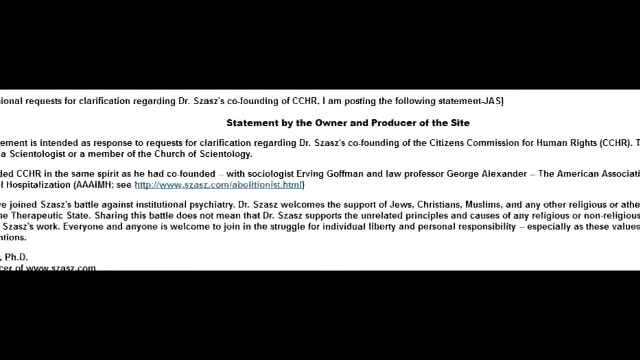 sional requests for clarification regarding Dr. Szasz's co-founding of CCHR, I am posting the following statement-JAS]
Statement by the Owner and Producer of the Site
ement is intended as response to requests for clarification regarding Dr. Szasz's co-founding of the Citizens Commission for Human Rights (CCHR). T
a Scientologist or a member of the Church of Scientology.
ded CCHR in the same spirit as he had co-founded -- with sociologist Erving Goffman and law professor George Alexander -- The American Associati
l Hospitalization (AAAIMH; see http://www.szasz.com/abolitionist.html)
ve joined Szasz's battle against institutional psychiatry. Dr. Szasz welcomes the support of Jews, Christians, Muslims, and any other religious or athe
he Therapeutic State. Sharing this battle does not mean that Dr. Szasz supports the unrelated principles and causes of any religious or non-religious
Szasz's work. Everyone and anyone is welcome to join in the struggle for individual liberty and personal responsibility -- especially as these values
ntions.
, Ph.D.
cer of www.szasz.com